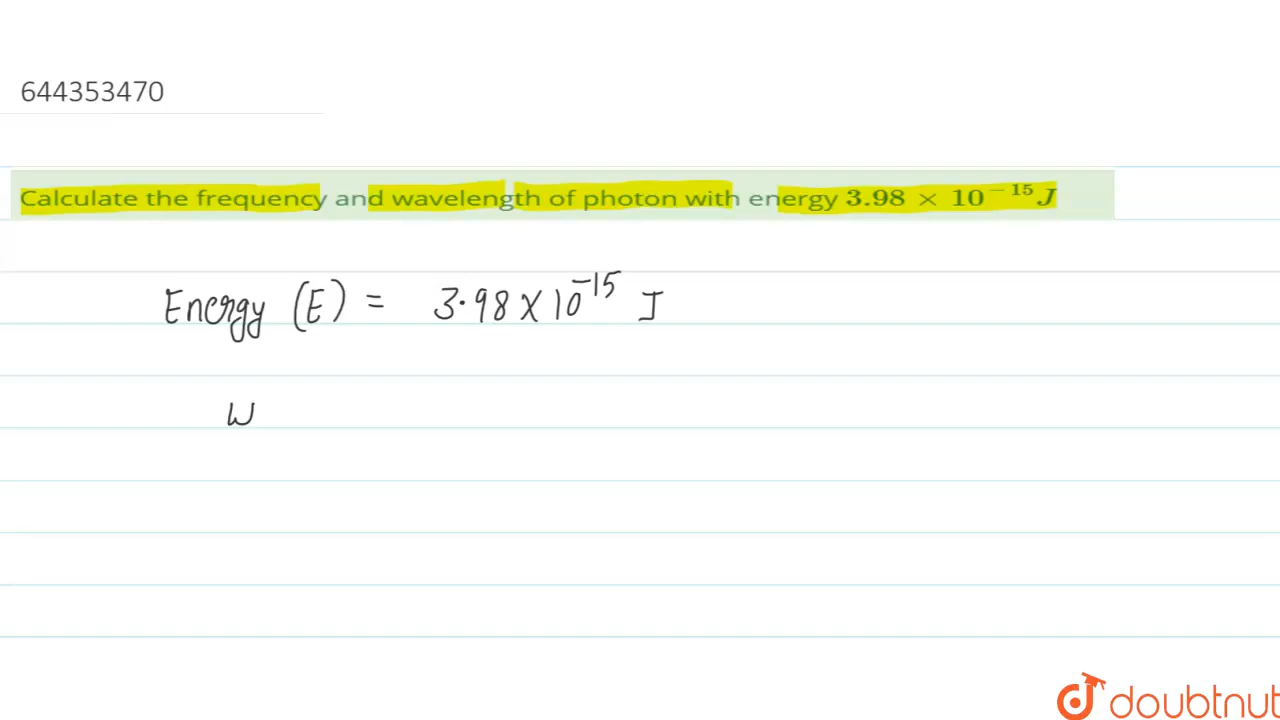 644353470
Calculate the frequency and wavelength of photon with energy 3.98 × 10⁻¹⁵ J
Energy (E) = 3.98 X 10⁻¹⁵ J
W
doubtnut